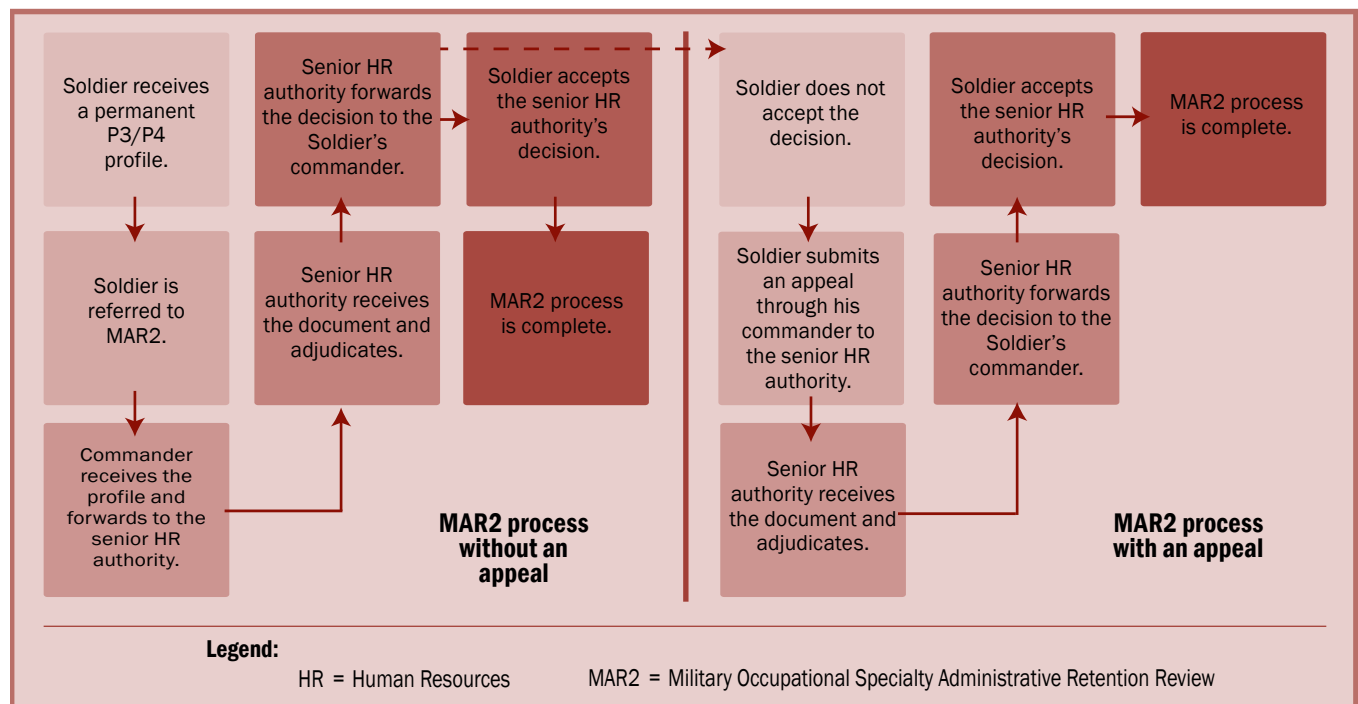 Soldier receives
a permanent
P3/P4
profile.
Soldier is
referred to
MAR2.
Commander
receives the
profile and
forwards to the
senior HR
authority.
Senior HR
authority receives
the document and
adjudicates.
Senior HR
authority forwards
the decision to the
Soldier's
commander.
Soldier accepts
the senior HR
authority's
decision.
MAR2 process
is complete.
MAR2 process
without an
appeal
Soldier does not
accept the
decision.
Soldier submits
an appeal
through his
commander to
the senior HR
authority.
Senior HR
authority receives
the document and
adjudicates.
Senior HR
authority forwards
the decision to the
Soldier's
commander.
Soldier accepts
the senior HR
authority's
decision.
MAR2 process
is complete.
MAR2 process
with an appeal
Legend:
HR = Human Resources
MAR2 = Military Occupational Specialty Administrative Retention Review